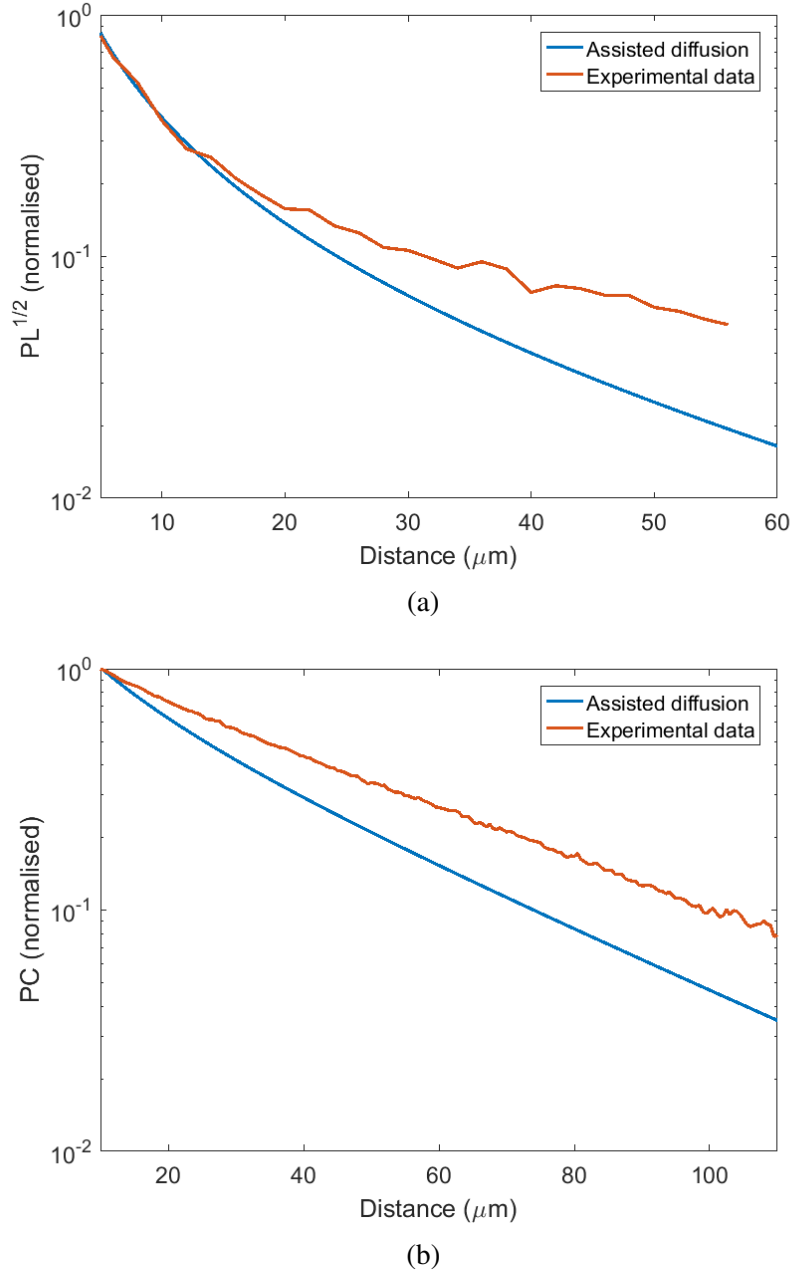 10^0
Assisted diffusion
Experimental data
PL^1/2 (normalised)
10^-1
10^-2
10 20 30 40 50 60
Distance (μm)
(a)
10^0
Assisted diffusion
Experimental data
PC (normalised)
10^-1
10^-2
20 40 60 80 100
Distance (μm)
(b)